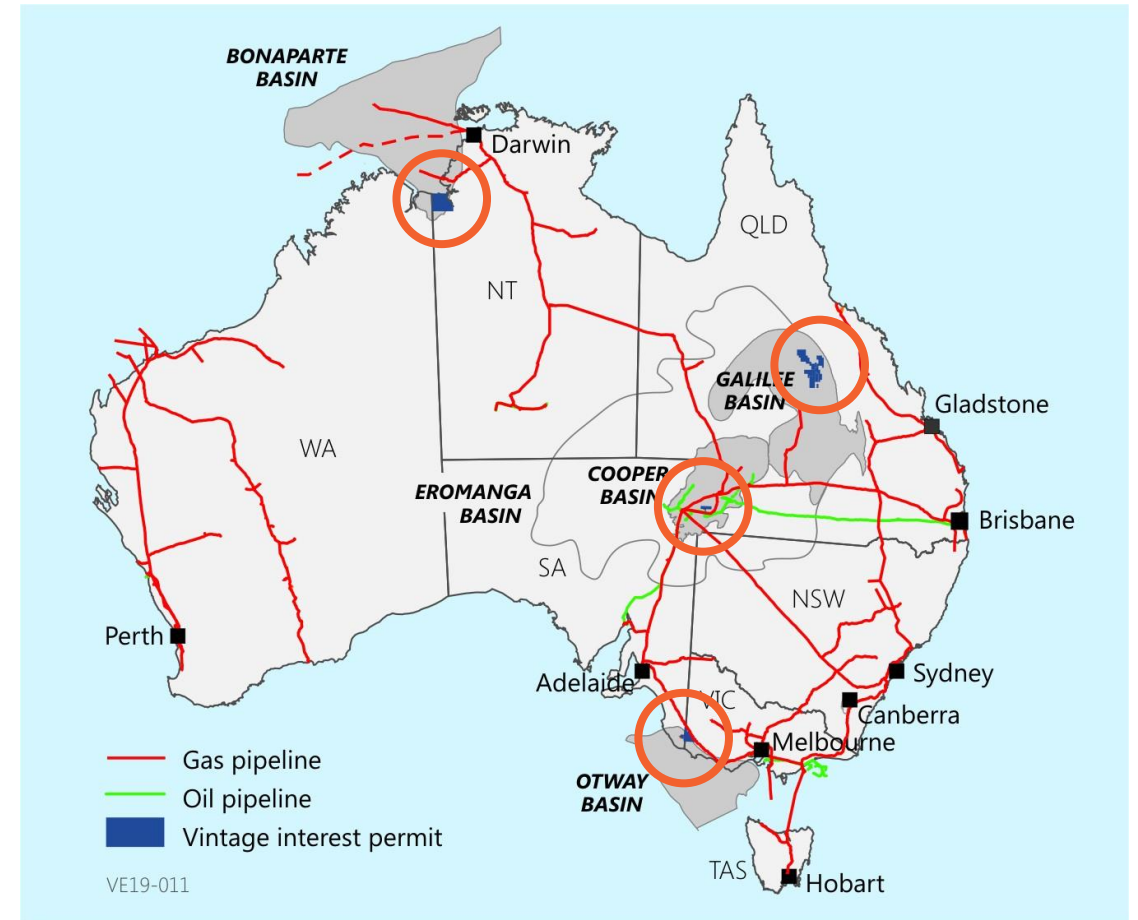 BONAPARTE
BASIN
Darwin
QLD
NT
GALILEE
BASIN
Gladstone
WA
COOPER
BASIN
EROMANGA
BASIN
Brisbane
SA
NSW
Perth
Adelaide
Sydney
VIC
Canberra
Melbourne
OTWAY
BASIN
Gas pipeline
Oil pipeline
Vintage interest permit
TAS
Hobart
VE19-011